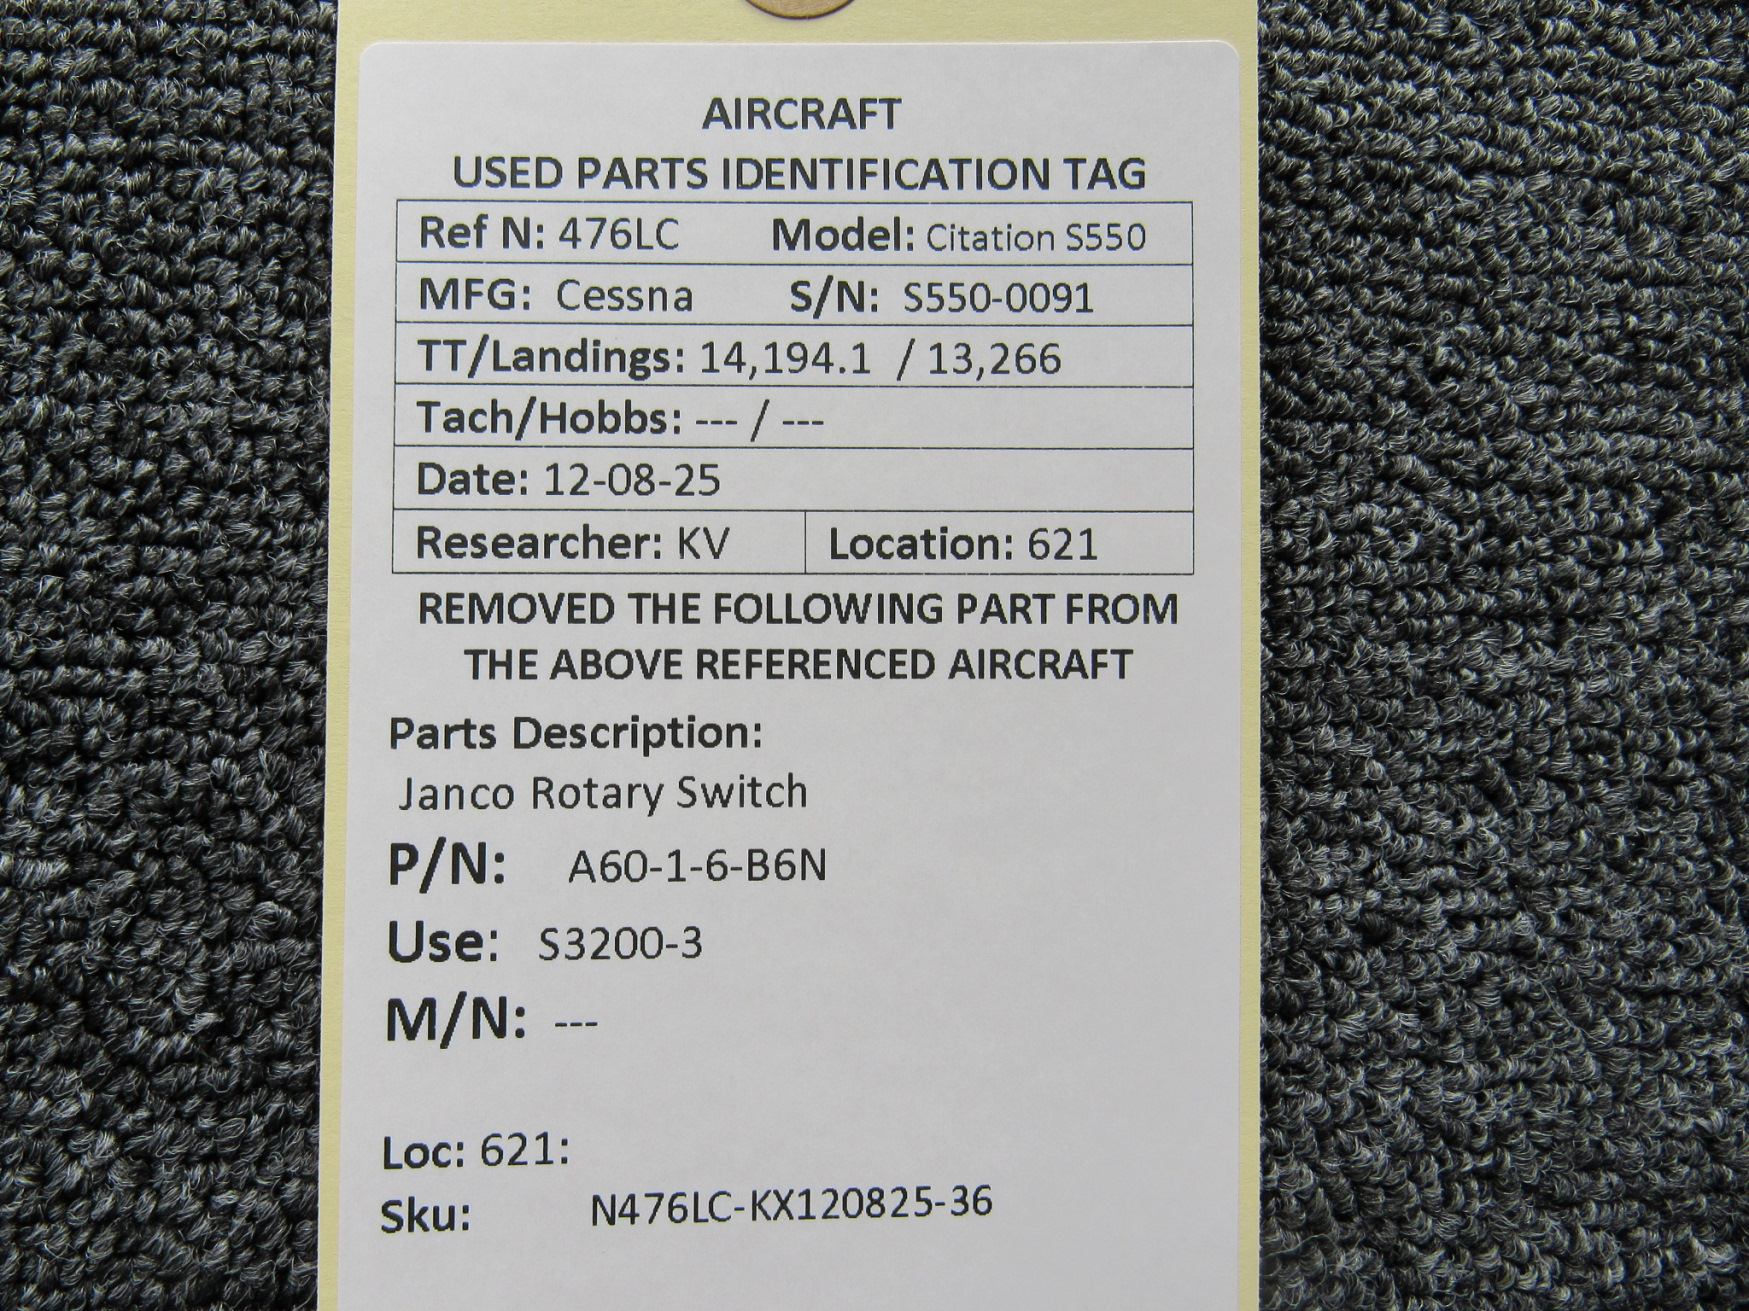 AIRCRAFT
USED PARTS IDENTIFICATION TAG
Ref N: 476LC Model: Citation S550
MFG: Cessna S/N: S550-0091
TT/Landings: 14,194.1 / 13,266
Tach/Hobbs: --- / ---
Date: 12-08-25
Researcher: KV Location: 621
REMOVED THE FOLLOWING PART FROM
THE ABOVE REFERENCED AIRCRAFT
Parts Description:
Janco Rotary Switch
P/N: A60-1-6-B6N
Use: S3200-3
M/N: ---
Loc: 621:
Sku: N476LC-KX120825-36